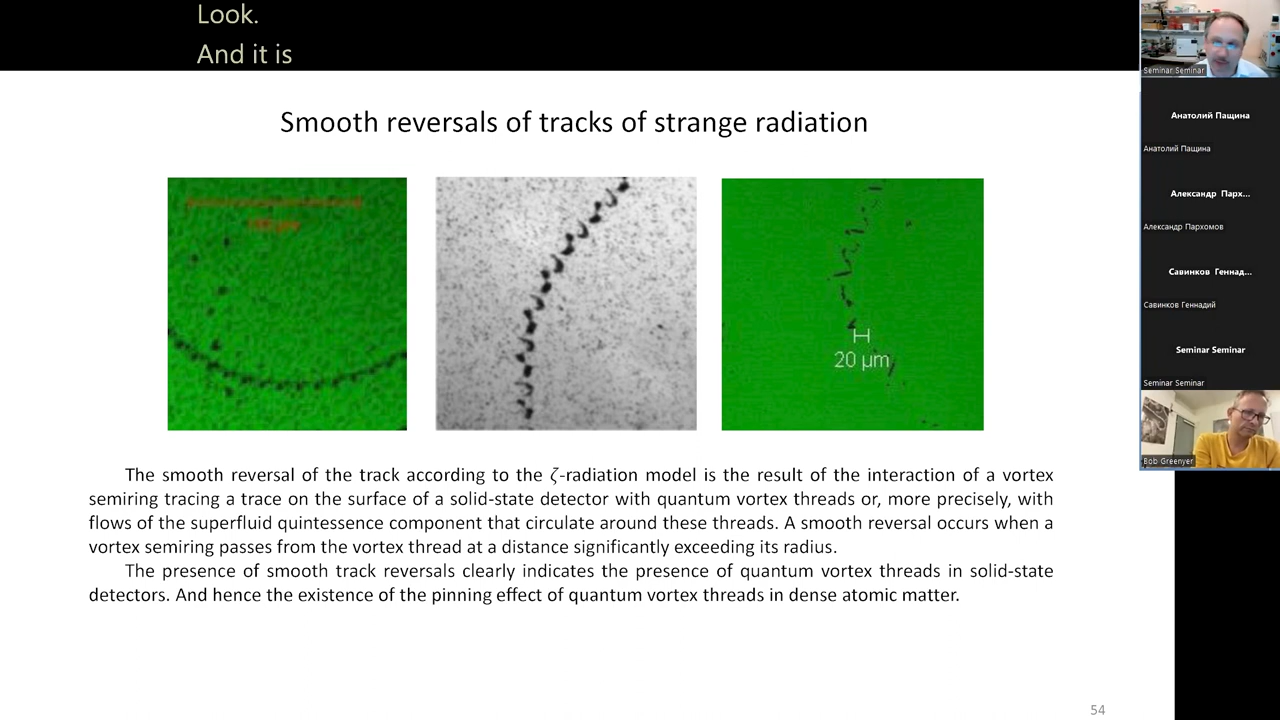 Look.
And it is
Smooth reversals of tracks of strange radiation
20 µm
The smooth reversal of the track according to the ζ-radiation model is the result of the interaction of a vortex
semiring tracing a trace on the surface of a solid-state detector with quantum vortex threads or, more precisely, with
flows of the superfluid quintessence component that circulate around these threads. A smooth reversal occurs when a
vortex semiring passes from the vortex thread at a distance significantly exceeding its radius.
The presence of smooth track reversals clearly indicates the presence of quantum vortex threads in solid-state
detectors. And hence the existence of the pinning effect of quantum vortex threads in dense atomic matter.
54
Seminar Seminar
Анатолий Пащина
Анатолий Пащина
Александр Парх...
Александр Пархомов
Савинков Геннад...
Савинков Геннадий
Seminar Seminar
Seminar Seminar
Bob Greenyer